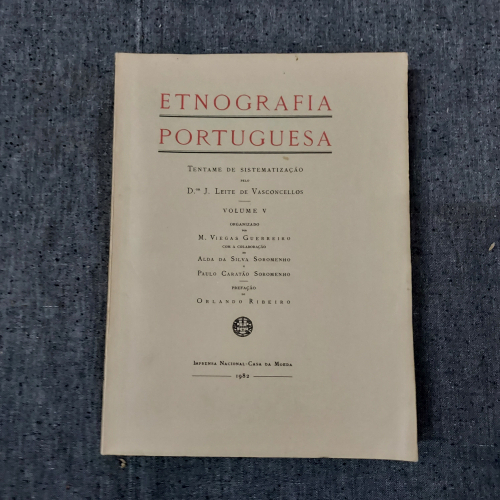 ETNOGRAFIA
PORTUGUESA
TENTAME DE SISTEMATIZAÇÃO
PELO
D.OR J. LEITE DE VASCONCELLOS
VOLUME V
ORGANIZADO
POR
M. VIEGAS GUERREIRO
COM A COLABORAÇÃO
DE
ALDA DA SILVA SOROMENHO
E
PAULO CARATÃO SOROMENHO
PREFAÇÃO
DE
ORLANDO RIBEIRO
IMPRENSA NACIONAL-CASA DA MOEDA
1982